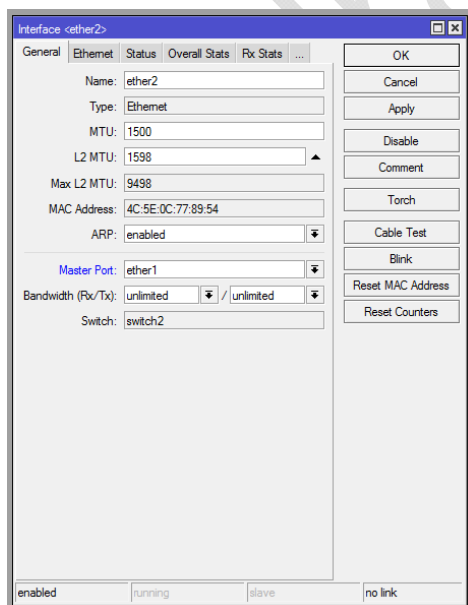 Interface <ether2>
General Ethernet Status Overall Stats Rx Stats ...
OK
Name: ether2
Cancel
Type: Ethernet
Apply
MTU: 1500
Disable
L2 MTU: 1598
Comment
Max L2 MTU: 9498
MAC Address: 4C:5E:0C:77:89:54
Torch
ARP: enabled
Cable Test
Blink
Master Port: ether1
Reset MAC Address
Bandwidth (Rx/Tx): unlimited / unlimited
Reset Counters
Switch: switch2
enabled running slave no link